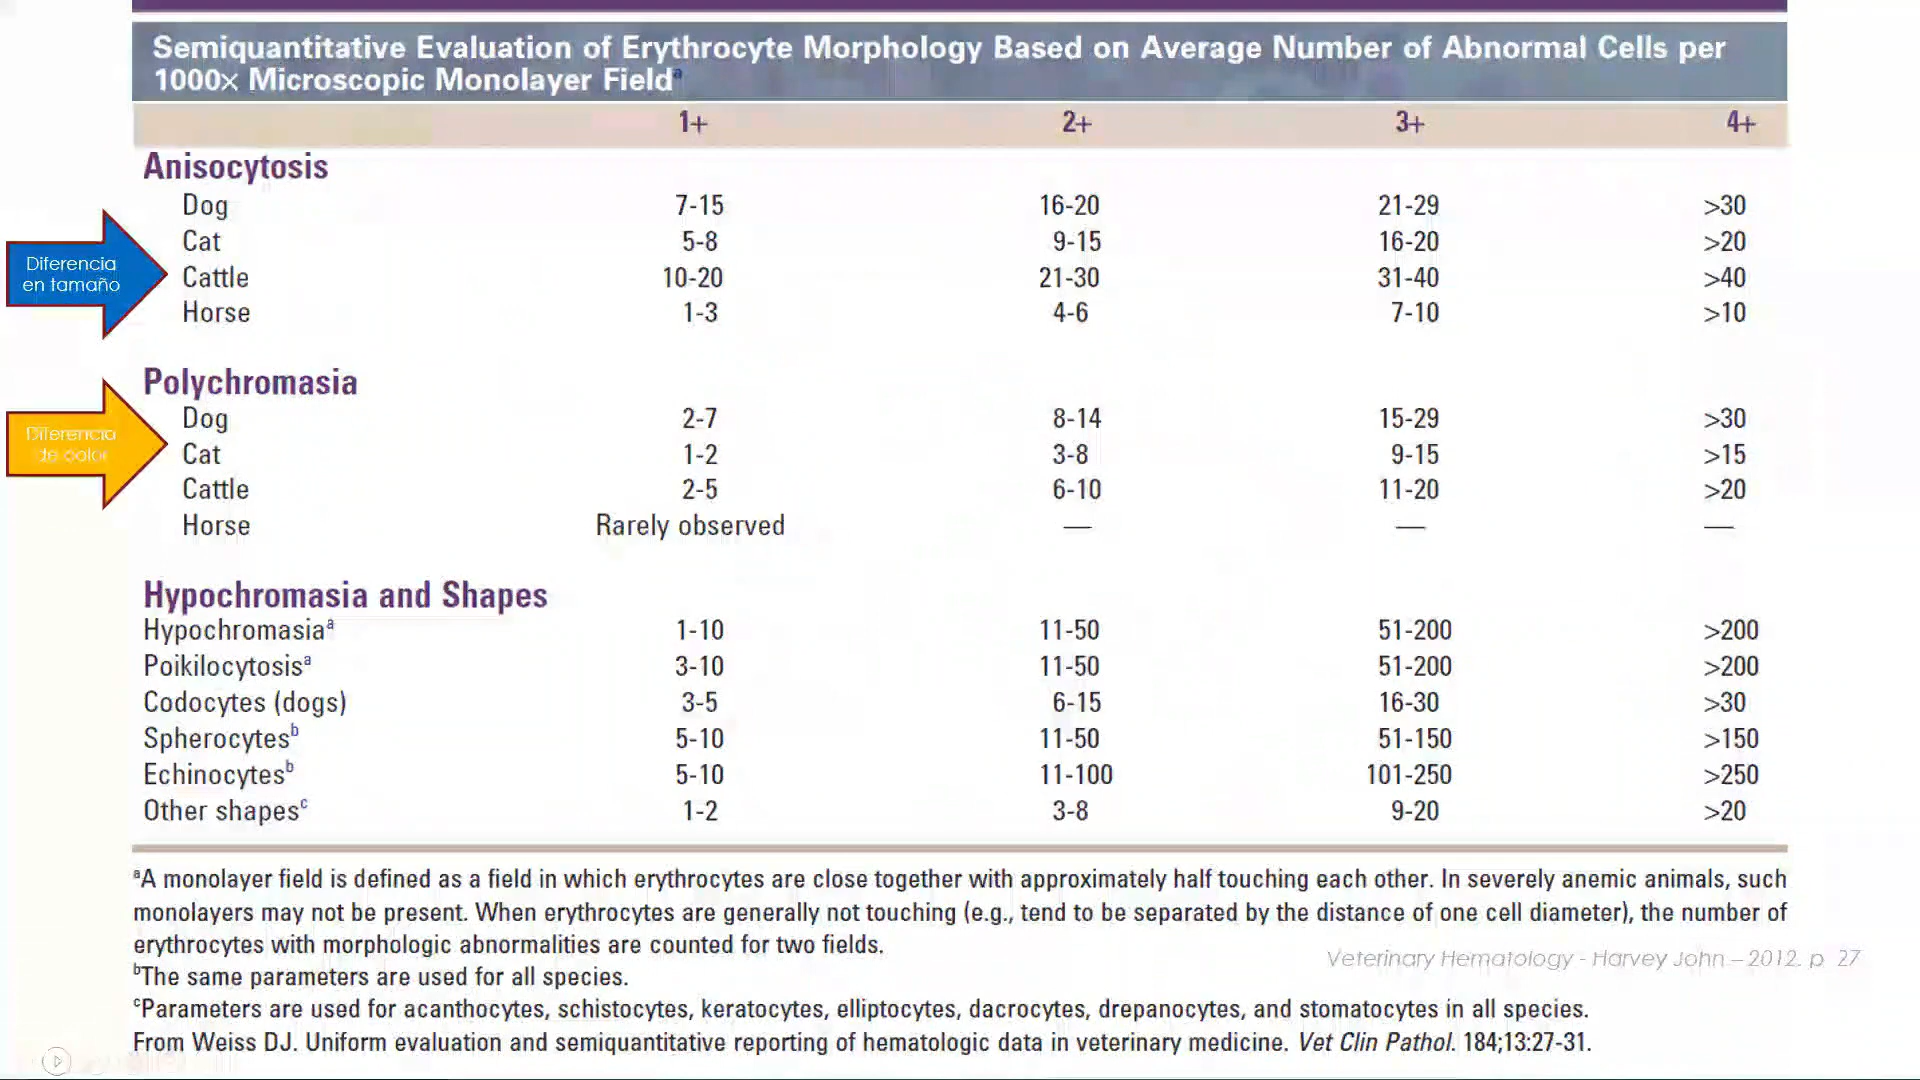 Semiquantitative Evaluation of Erythrocyte Morphology Based on Average Number of Abnormal Cells per
1000× Microscopic Monolayer Fieldᵃ
1+ 2+ 3+ 4+
Anisocytosis
Dog 7-15 16-20 21-29 >30
Cat 5-8 9-15 16-20 >20
Diferencia
en tamaño
Cattle 10-20 21-30 31-40 >40
Horse 1-3 4-6 7-10 >10
Polychromasia
Dog 2-7 8-14 15-29 >30
Diferencia
de color
Cat 1-2 3-8 9-15 >15
Cattle 2-5 6-10 11-20 >20
Horse Rarely observed — — —
Hypochromasia and Shapes
Hypochromasiaᵃ 1-10 11-50 51-200 >200
Poikilocytosisᵃ 3-10 11-50 51-200 >200
Codocytes (dogs) 3-5 6-15 16-30 >30
Spherocytesᵇ 5-10 11-50 51-150 >150
Echinocytesᵇ 5-10 11-100 101-250 >250
Other shapesᶜ 1-2 3-8 9-20 >20
ᵃA monolayer field is defined as a field in which erythrocytes are close together with approximately half touching each other. In severely anemic animals, such
monolayers may not be present. When erythrocytes are generally not touching (e.g., tend to be separated by the distance of one cell diameter), the number of
erythrocytes with morphologic abnormalities are counted for two fields.
Veterinary Hematology - Harvey John – 2012. p 27
ᵇThe same parameters are used for all species.
ᶜParameters are used for acanthocytes, schistocytes, keratocytes, elliptocytes, dacrocytes, drepanocytes, and stomatocytes in all species.
From Weiss DJ. Uniform evaluation and semiquantitative reporting of hematologic data in veterinary medicine. Vet Clin Pathol. 184;13:27-31.